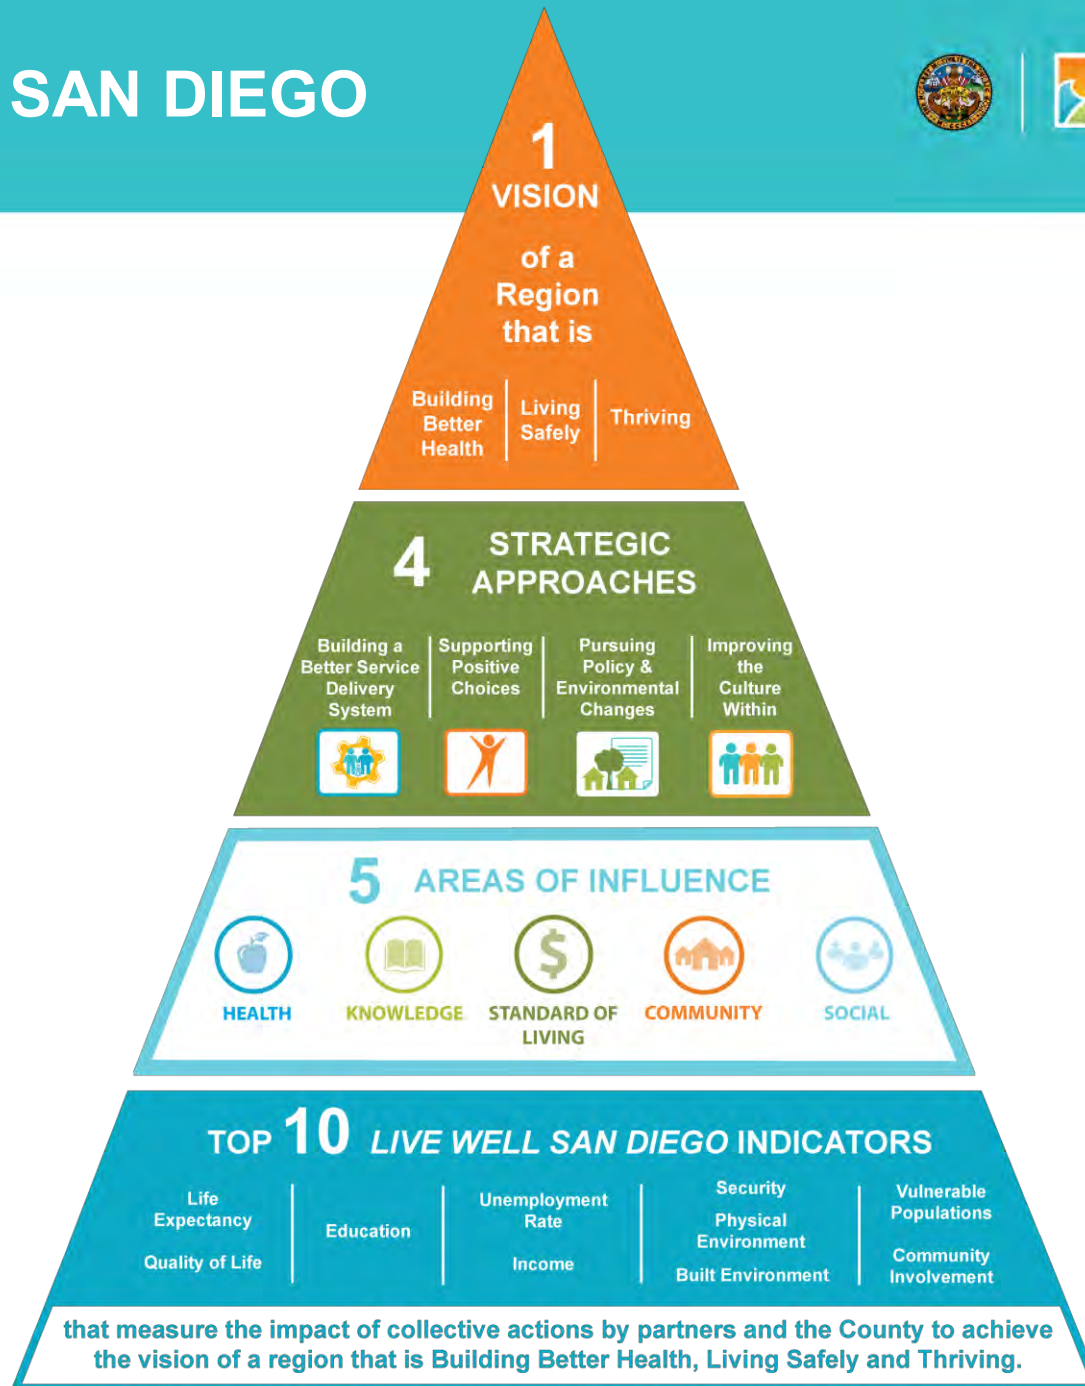 SAN DIEGO
1
VISION
of a
Region
that is
Building
Better
Health
Living
Safely
Thriving
4
STRATEGIC
APPROACHES
Building a
Better Service
Delivery
System
Supporting
Positive
Choices
Pursuing
Policy &
Environmental
Changes
Improving
the
Culture
Within
5 AREAS OF INFLUENCE
HEALTH
KNOWLEDGE
STANDARD OF
LIVING
COMMUNITY
SOCIAL
TOP 10 LIVE WELL SAN DIEGO INDICATORS
Life
Expectancy
Quality of Life
Education
Unemployment
Rate
Income
Security
Physical
Environment
Built Environment
Vulnerable
Populations
Community
Involvement
that measure the impact of collective actions by partners and the County to achieve
the vision of a region that is Building Better Health, Living Safely and Thriving.